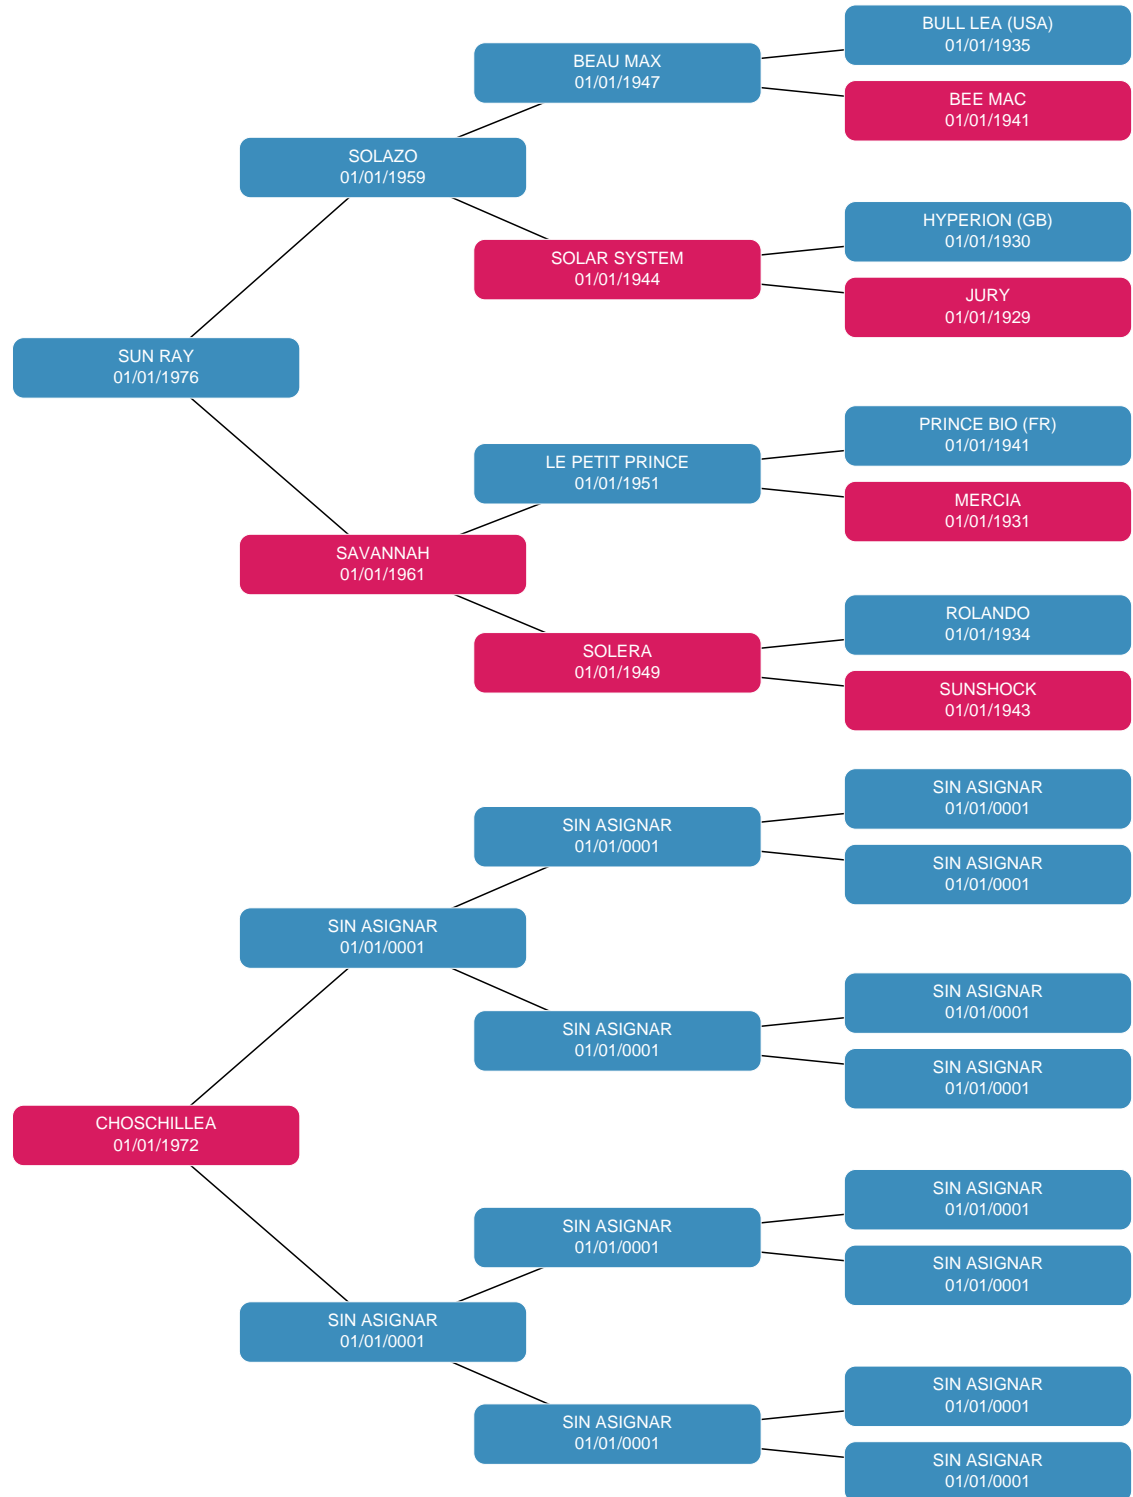 BULL LEA (USA)
01/01/1935
BEAU MAX
01/01/1947
BEE MAC
01/01/1941
SOLAZO
01/01/1959
HYPERION (GB)
01/01/1930
SOLAR SYSTEM
01/01/1944
JURY
01/01/1929
SUN RAY
01/01/1976
PRINCE BIO (FR)
01/01/1941
LE PETIT PRINCE
01/01/1951
MERCIA
01/01/1931
SAVANNAH
01/01/1961
ROLANDO
01/01/1934
SOLERA
01/01/1949
SUNSHOCK
01/01/1943
SIN ASIGNAR
01/01/0001
SIN ASIGNAR
01/01/0001
SIN ASIGNAR
01/01/0001
SIN ASIGNAR
01/01/0001
SIN ASIGNAR
01/01/0001
SIN ASIGNAR
01/01/0001
SIN ASIGNAR
01/01/0001
CHOSCHILLEA
01/01/1972
SIN ASIGNAR
01/01/0001
SIN ASIGNAR
01/01/0001
SIN ASIGNAR
01/01/0001
SIN ASIGNAR
01/01/0001
SIN ASIGNAR
01/01/0001
SIN ASIGNAR
01/01/0001
SIN ASIGNAR
01/01/0001